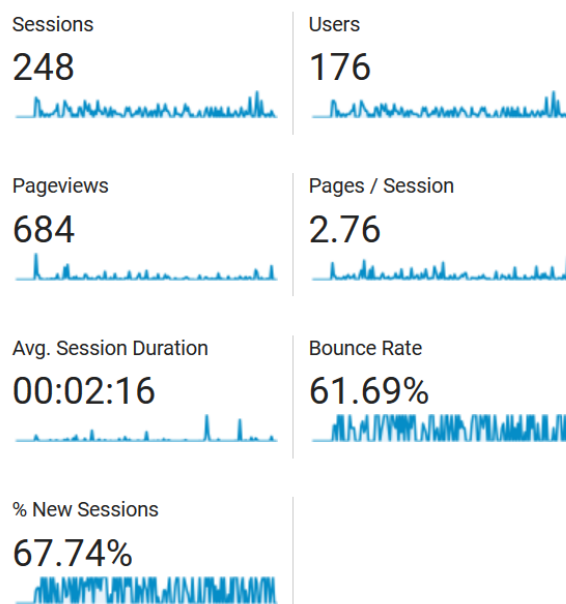 Sessions
248
Users
176
Pageviews
684
Pages / Session
2.76
Avg. Session Duration
00:02:16
Bounce Rate
61.69%
% New Sessions
67.74%